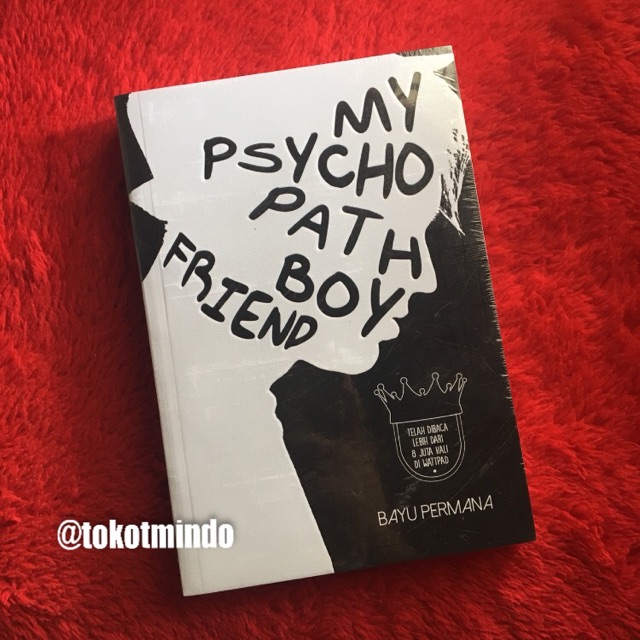 MY
PSYCHO
PATH
BOY
FRIEND
TELAH DIBACA
LEBIH DARI
8 JUTA KALI
DI WATTPAD
BAYU PERMANA
@tokotmindo